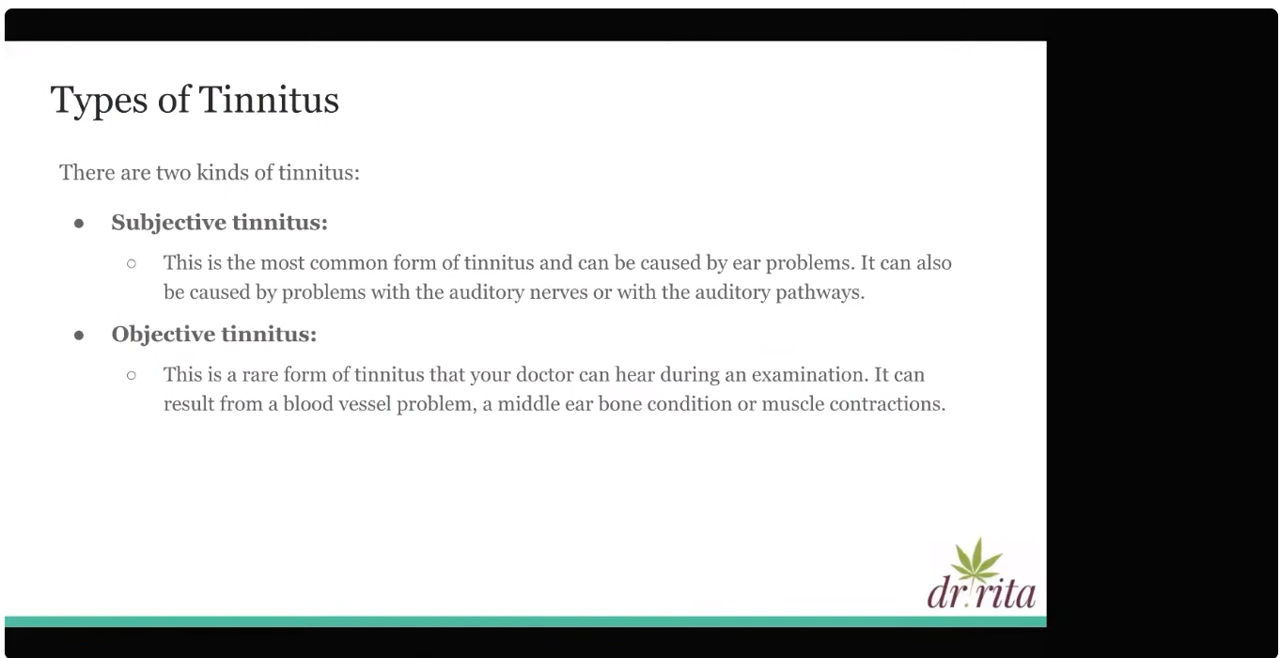 Types of Tinnitus
There are two kinds of tinnitus:
● Subjective tinnitus:
○ This is the most common form of tinnitus and can be caused by ear problems. It can also
be caused by problems with the auditory nerves or with the auditory pathways.
● Objective tinnitus:
○ This is a rare form of tinnitus that your doctor can hear during an examination. It can
result from a blood vessel problem, a middle ear bone condition or muscle contractions.
dr.rita